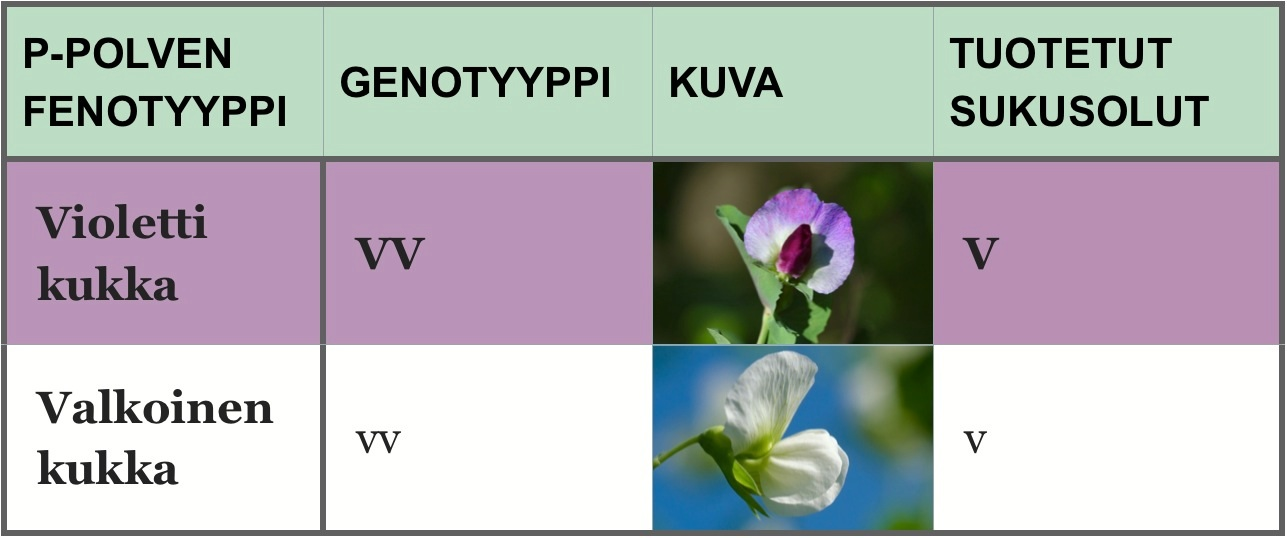 P-POLVEN
FENOTYYPPI
GENOTYYPPI
KUVA
TUOTETUT
SUKUSOLUT
Violetti
kukka
VV
V
Valkoinen
kukka
vv
v